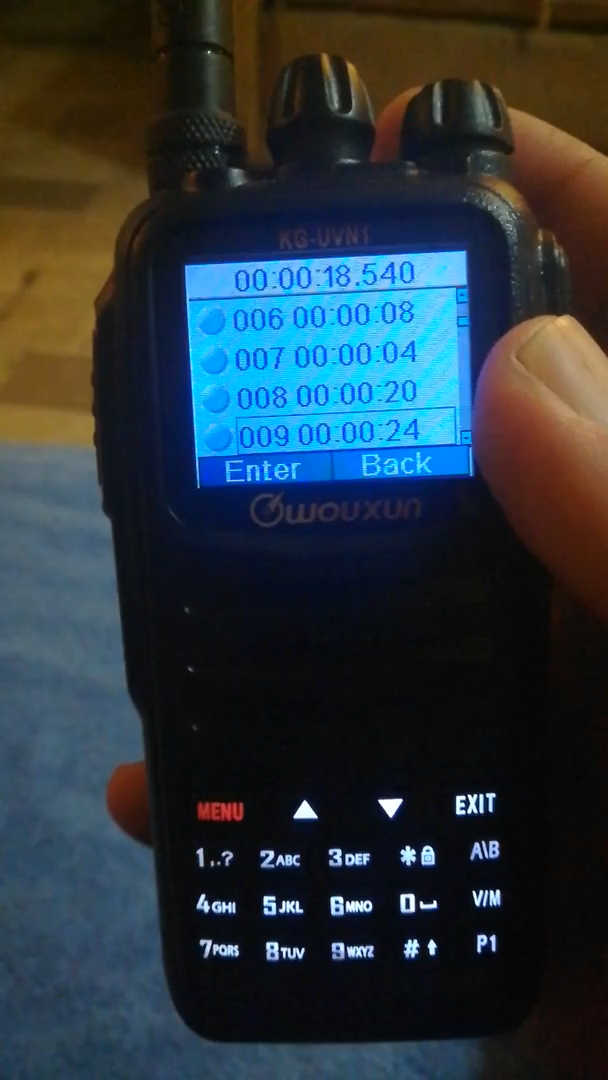 KG-UVN1
00:00:18.540
006 00:00:08
007 00:00:04
008 00:00:20
009 00:00:24
Enter Back
wouxun
MENU ▲ ▼ EXIT
1.,? 2ABC 3DEF * A\B
4GHI 5JKL 6MNO 0 V/M
7PQRS 8TUV 9WXYZ # P1